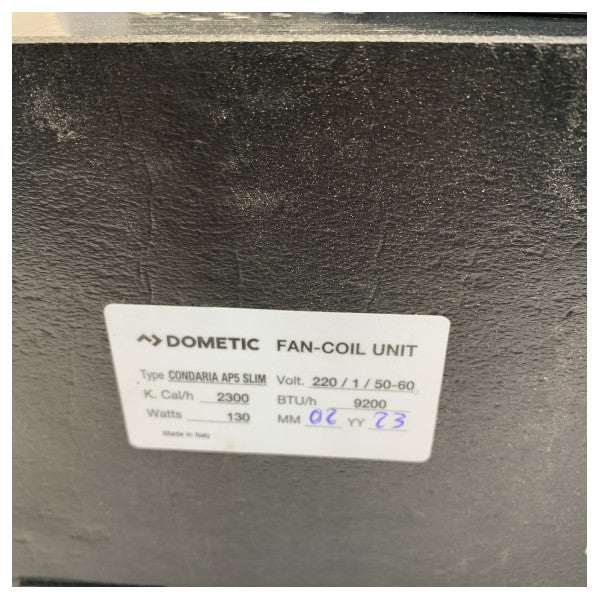 DOMETIC FAN-COIL UNIT
Type CONDARIA AP5 SLIM Volt. 220 / 1 / 50-60
K. Cal/h 2300 BTU/h 9200
Watts 130 MM 02 YY 23
Made in Italy